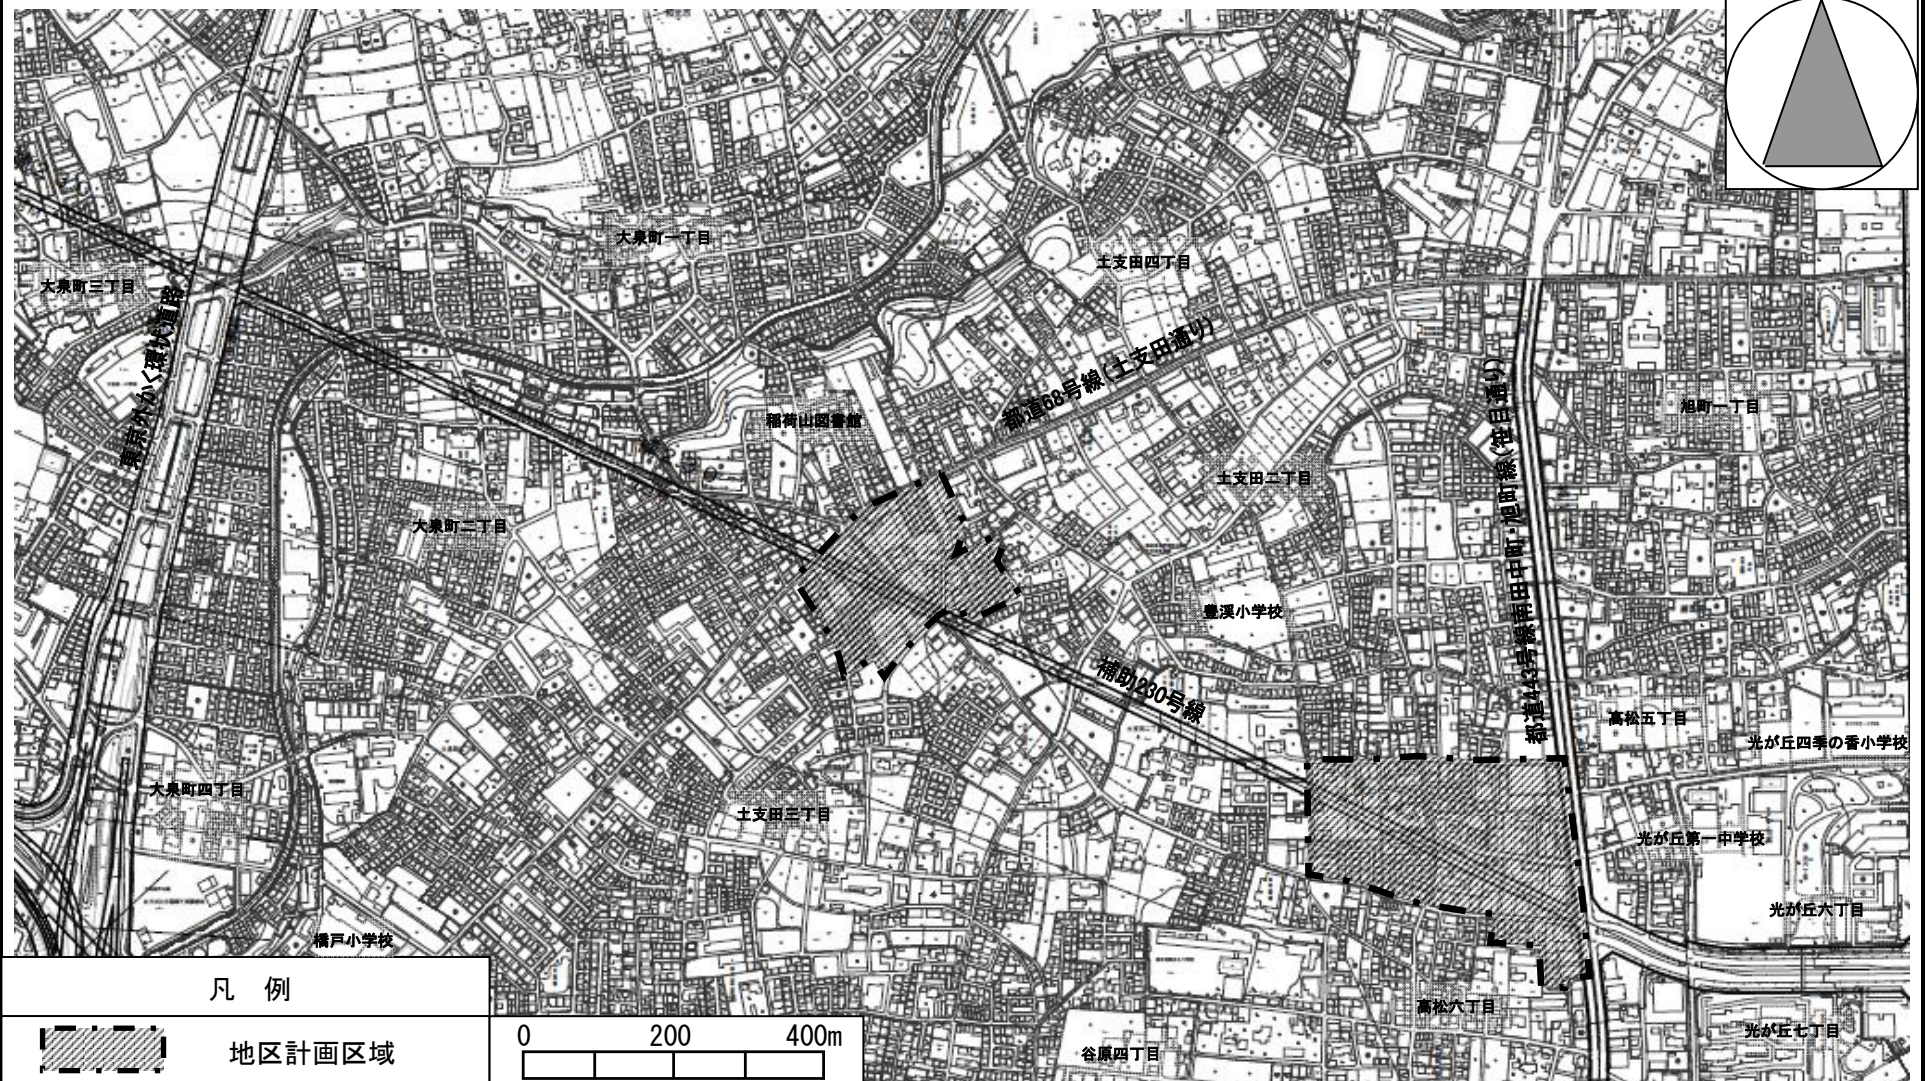 大泉町一丁目
土支田四丁目
大泉町三丁目
東京外かく環状道路
都道68号線(土支田通り)
都道443号線南田中町・旭町線(笹目通り)
旭町一丁目
稲荷山図書館
土支田二丁目
大泉町二丁目
豊溪小学校
補助230号線
高松五丁目
光が丘四季の香小学校
大泉町四丁目
土支田三丁目
光が丘第一中学校
光が丘六丁目
橋戸小学校
高松六丁目
光が丘七丁目
谷原四丁目
凡 例
地区計画区域
0 200 400m